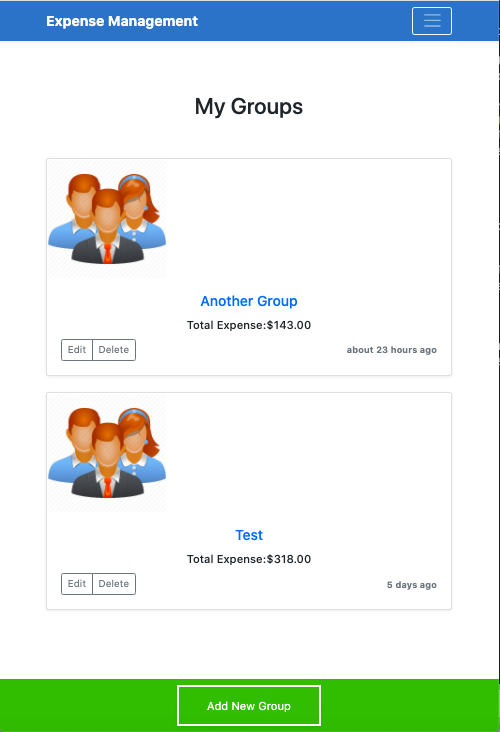 Expense Management
My Groups
Another Group
Total Expense:$143.00
Edit Delete about 23 hours ago
Test
Total Expense:$318.00
Edit Delete 5 days ago
Add New Group